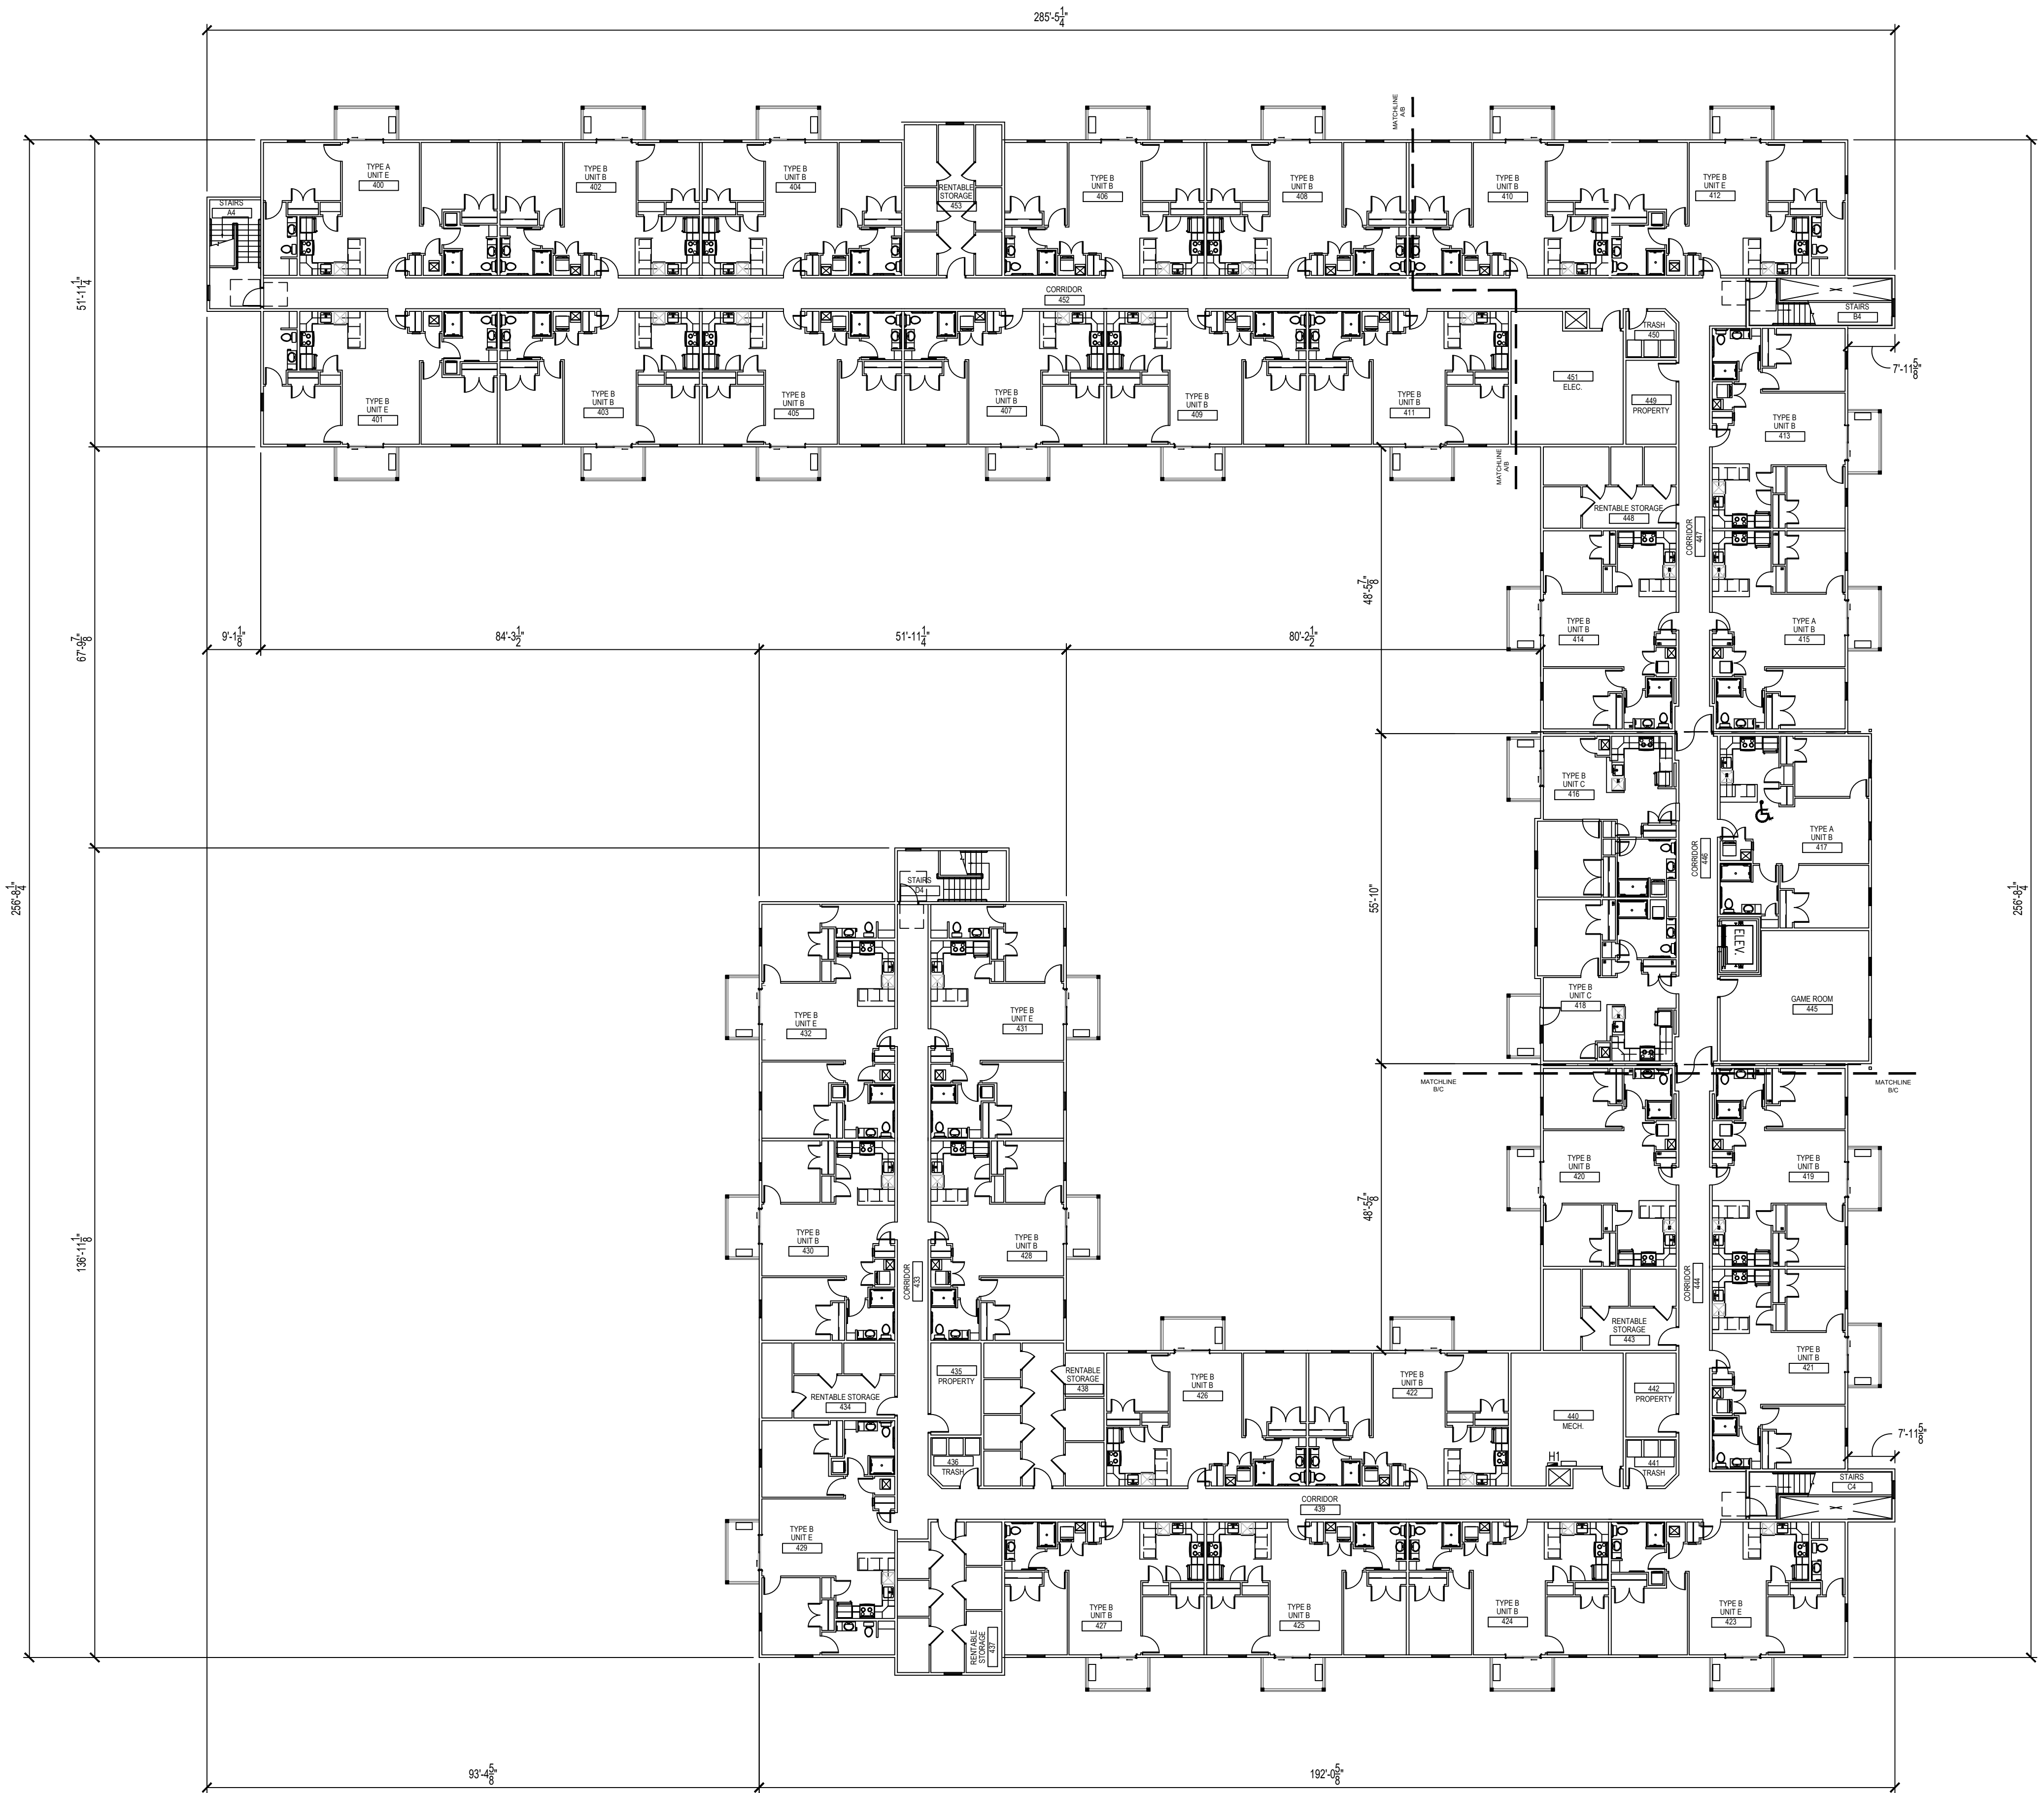 285'-5 1/4"
MATCHLINE
A/B
TYPE A
UNIT E
400
TYPE B
UNIT B
402
TYPE B
UNIT B
404
RENTABLE
STORAGE
453
TYPE B
UNIT B
406
TYPE B
UNIT B
408
TYPE B
UNIT B
410
TYPE B
UNIT E
412
STAIRS
A4
51'-11 1/4"
CORRIDOR
452
STAIRS
B4
TRASH
450
7'-11 5/8"
TYPE B
UNIT E
401
TYPE B
UNIT B
403
TYPE B
UNIT B
405
TYPE B
UNIT B
407
TYPE B
UNIT B
409
TYPE B
UNIT B
411
451
ELEC.
449
PROPERTY
TYPE B
UNIT B
413
MATCHLINE
A/B
RENTABLE STORAGE
448
CORRIDOR
447
48'-5 7/8"
67'-9 7/8"
9'-1 1/8"
84'-3 1/2"
51'-11 1/4"
80'-2 1/2"
TYPE B
UNIT B
414
TYPE A
UNIT B
415
TYPE B
UNIT C
416
TYPE A
UNIT B
417
CORRIDOR
446
256'-8 1/4"
55'-10"
256'-8 1/4"
STAIRS
D4
ELEV.
TYPE B
UNIT C
418
GAME ROOM
445
TYPE B
UNIT E
432
TYPE B
UNIT E
431
MATCHLINE
B/C
MATCHLINE
B/C
TYPE B
UNIT B
420
TYPE B
UNIT B
419
48'-5 7/8"
136'-11 1/8"
TYPE B
UNIT B
430
TYPE B
UNIT B
428
CORRIDOR
433
CORRIDOR
444
RENTABLE
STORAGE
443
TYPE B
UNIT B
421
435
PROPERTY
RENTABLE
STORAGE
438
TYPE B
UNIT B
426
TYPE B
UNIT B
422
442
PROPERTY
RENTABLE STORAGE
434
440
MECH.
7'-11 5/8"
H1
436
TRASH
441
TRASH
STAIRS
C4
CORRIDOR
439
TYPE B
UNIT E
429
TYPE B
UNIT B
427
TYPE B
UNIT B
425
TYPE B
UNIT B
424
TYPE B
UNIT E
423
RENTABLE
STORAGE
437
93'-4 5/8"
192'-0 5/8"